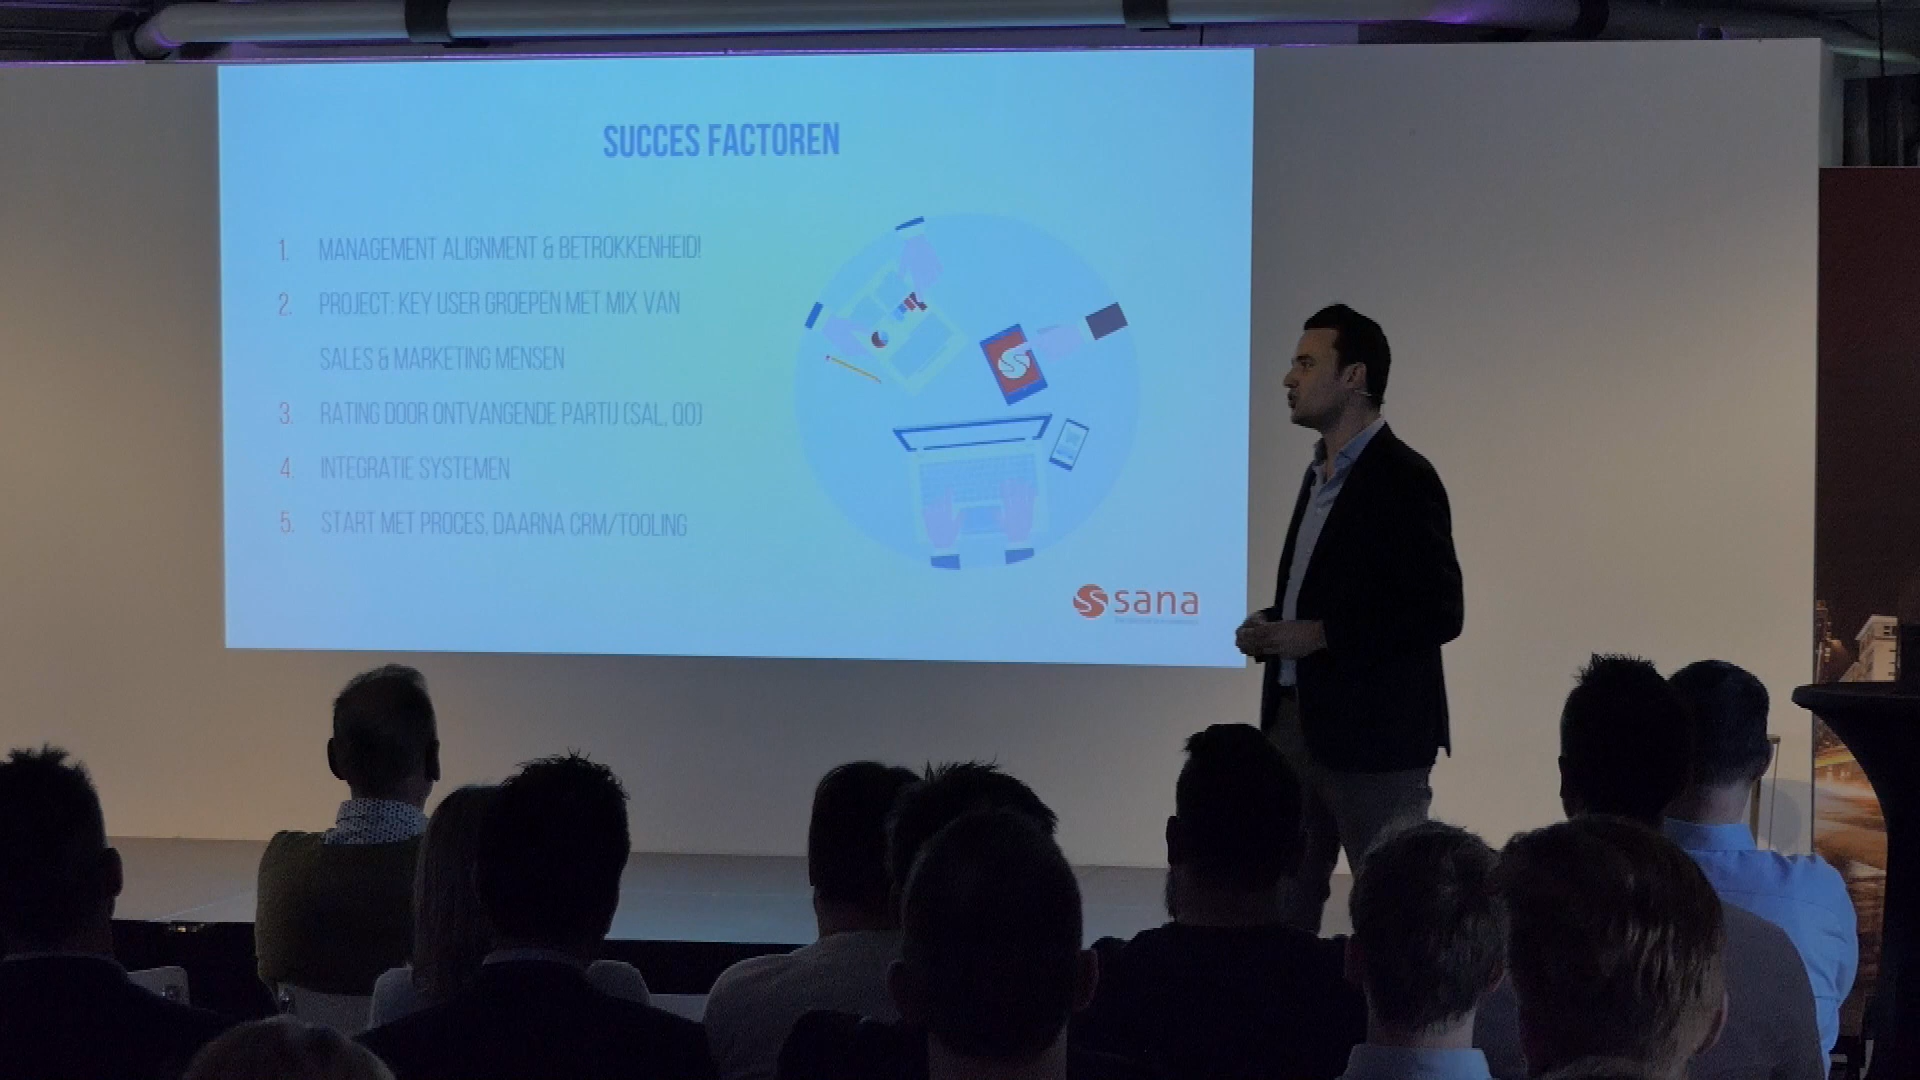 SUCCES FACTOREN
1. MANAGEMENT ALIGNMENT & BETROKKENHEID!
2. PROJECT: KEY USER GROEPEN MET MIX VAN
SALES & MARKETING MENSEN
3. RATING DOOR ONTVANGENDE PARTIJ (SAL, QO)
4. INTEGRATIE SYSTEMEN
5. START MET PROCES, DAARNA CRM/TOOLING
sana